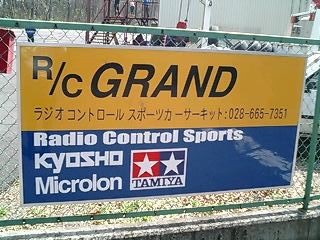 R/C GRAND
ラジオコントロール スポーツカーサーキット:028-665-7351
Radio Control Sports
KYOSHO
Microlon
TAMIYA